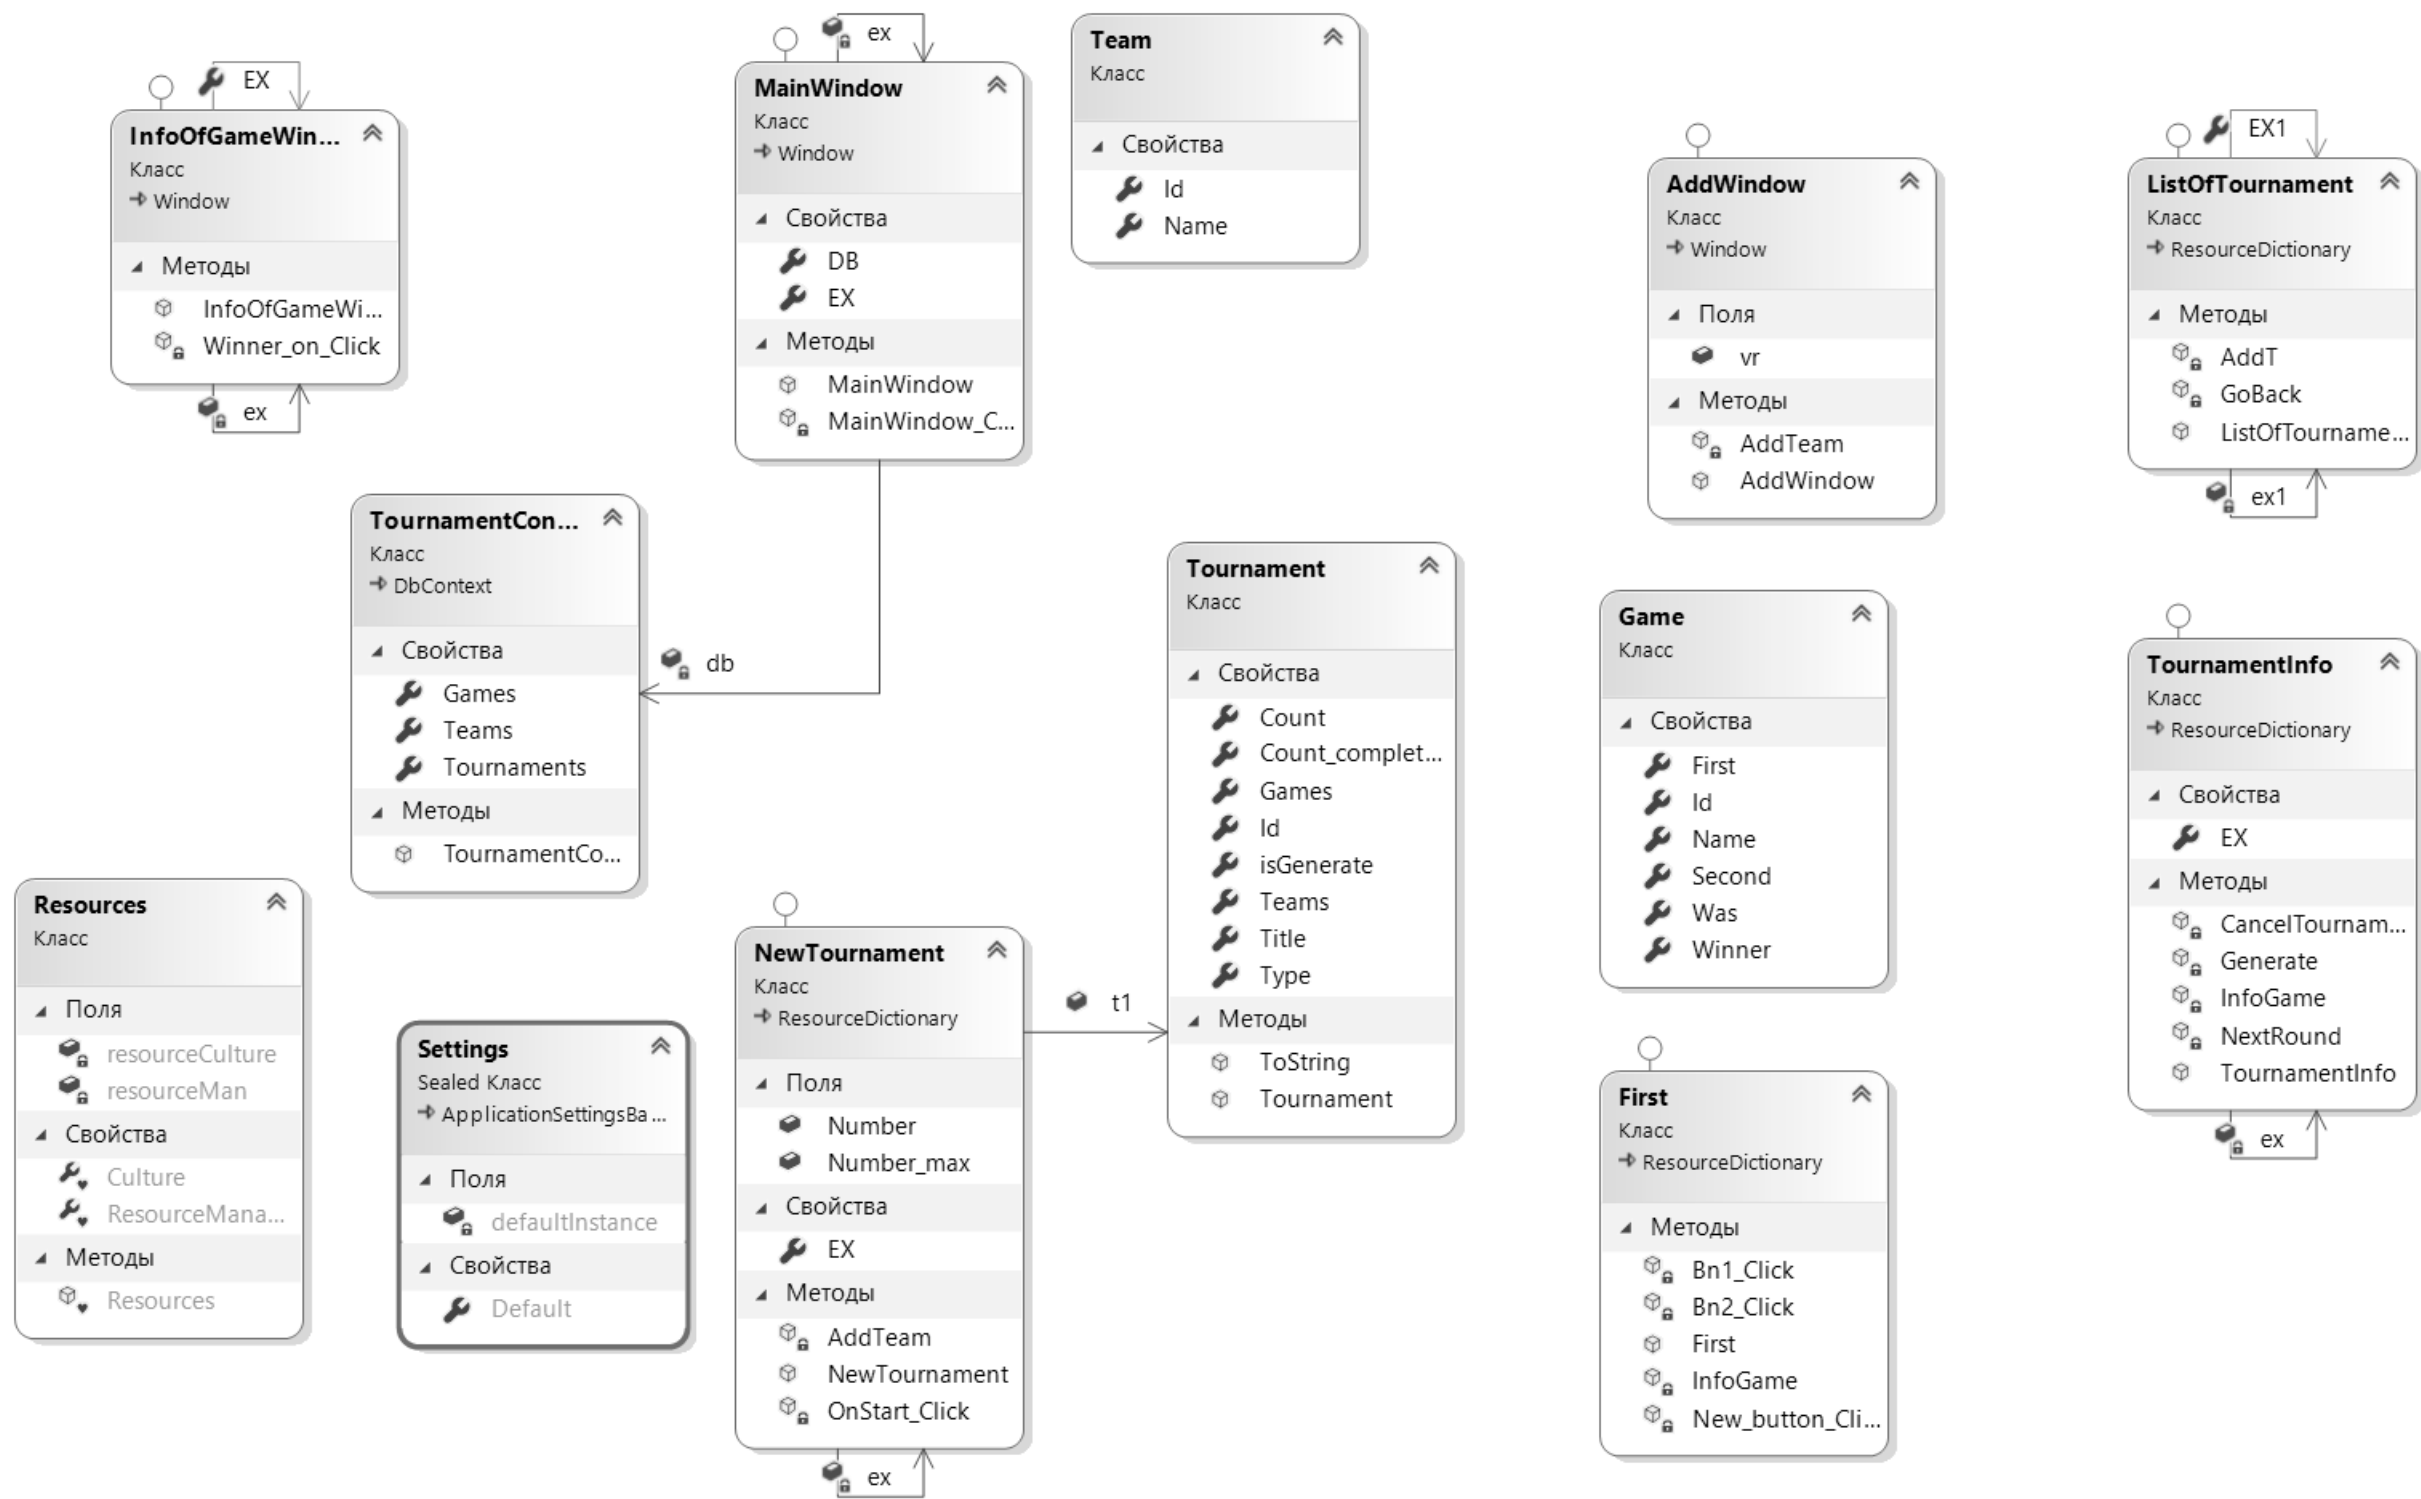 EX
InfoOfGameWin...
Класс
Window
Методы
InfoOfGameWi...
Winner_on_Click
ex
ex
MainWindow
Класс
Window
Свойства
DB
EX
Методы
MainWindow
MainWindow_C...
Team
Класс
Свойства
Id
Name
AddWindow
Класс
Window
Поля
vr
Методы
AddTeam
AddWindow
EX1
ListOfTournament
Класс
ResourceDictionary
Методы
AddT
GoBack
ListOfTourname...
ex1
TournamentCon...
Класс
DbContext
Свойства
Games
Teams
Tournaments
Методы
TournamentCo...
db
Tournament
Класс
Свойства
Count
Count_complet...
Games
Id
isGenerate
Teams
Title
Type
Методы
ToString
Tournament
Game
Класс
Свойства
First
Id
Name
Second
Was
Winner
TournamentInfo
Класс
ResourceDictionary
Свойства
EX
Методы
CancelTournam...
Generate
InfoGame
NextRound
TournamentInfo
ex
Resources
Класс
Поля
resourceCulture
resourceMan
Свойства
Culture
ResourceMana...
Методы
Resources
Settings
Sealed Класс
ApplicationSettingsBa...
Поля
defaultInstance
Свойства
Default
NewTournament
Класс
ResourceDictionary
Поля
Number
Number_max
Свойства
EX
Методы
AddTeam
NewTournament
OnStart_Click
ex
t1
First
Класс
ResourceDictionary
Методы
Bn1_Click
Bn2_Click
First
InfoGame
New_button_Cli...